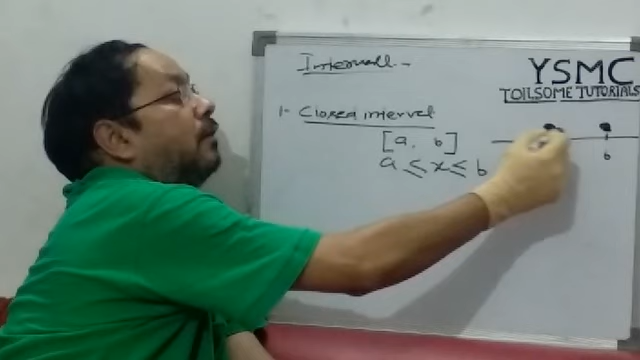 Intervall -
YSMC
TOILSOME TUTORIALS
1- Closed interval
[a, b]
a ≤ x ≤ b
b